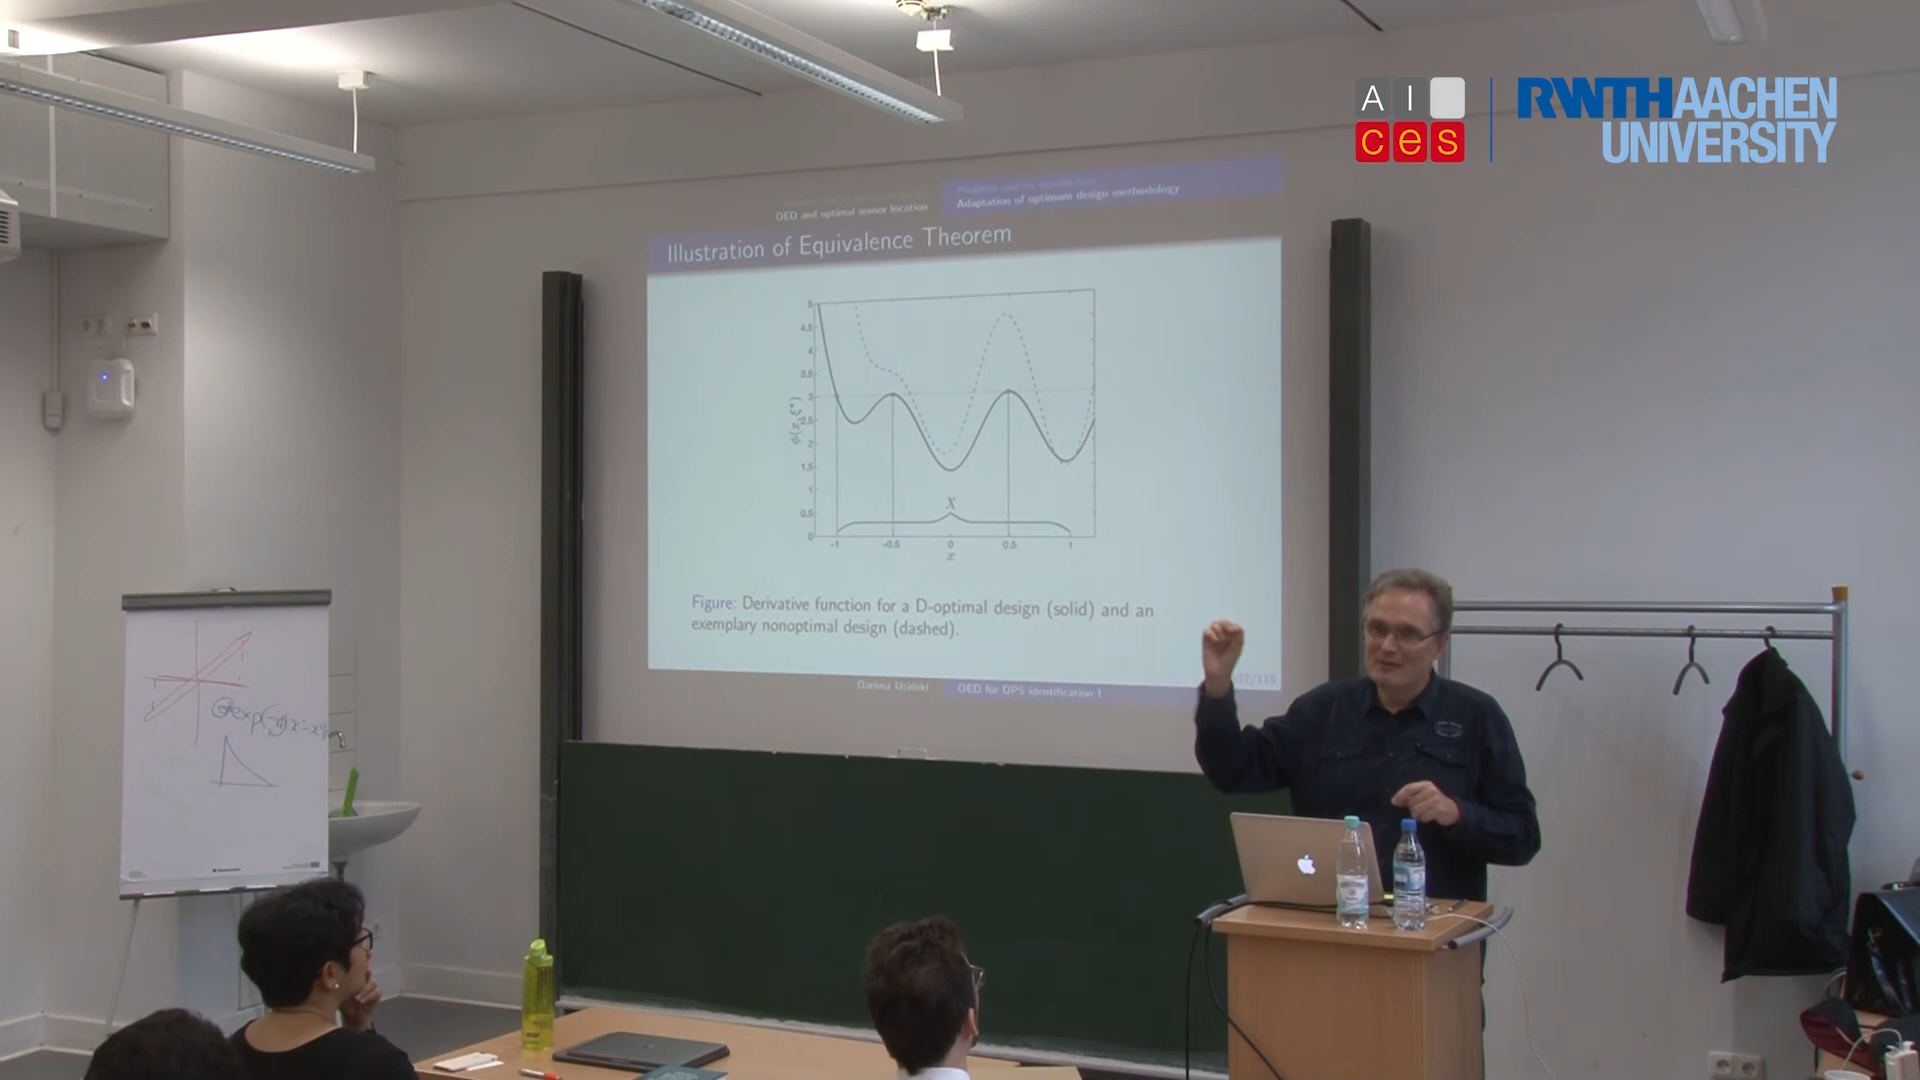 AI
ces
RWTHAACHEN
UNIVERSITY
OED and optimal sensor location
Adaptation of optimum design methodology
Illustration of Equivalence Theorem
5
4.5
4
3.5
3
2.5
2
1.5
1
0.5
0
ϕ(x, ξ*)
X
-1 -0.5 0 0.5 1
x
Figure: Derivative function for a D-optimal design (solid) and an
exemplary nonoptimal design (dashed).
Dariusz Uciński OED for DPS identification I
37/115